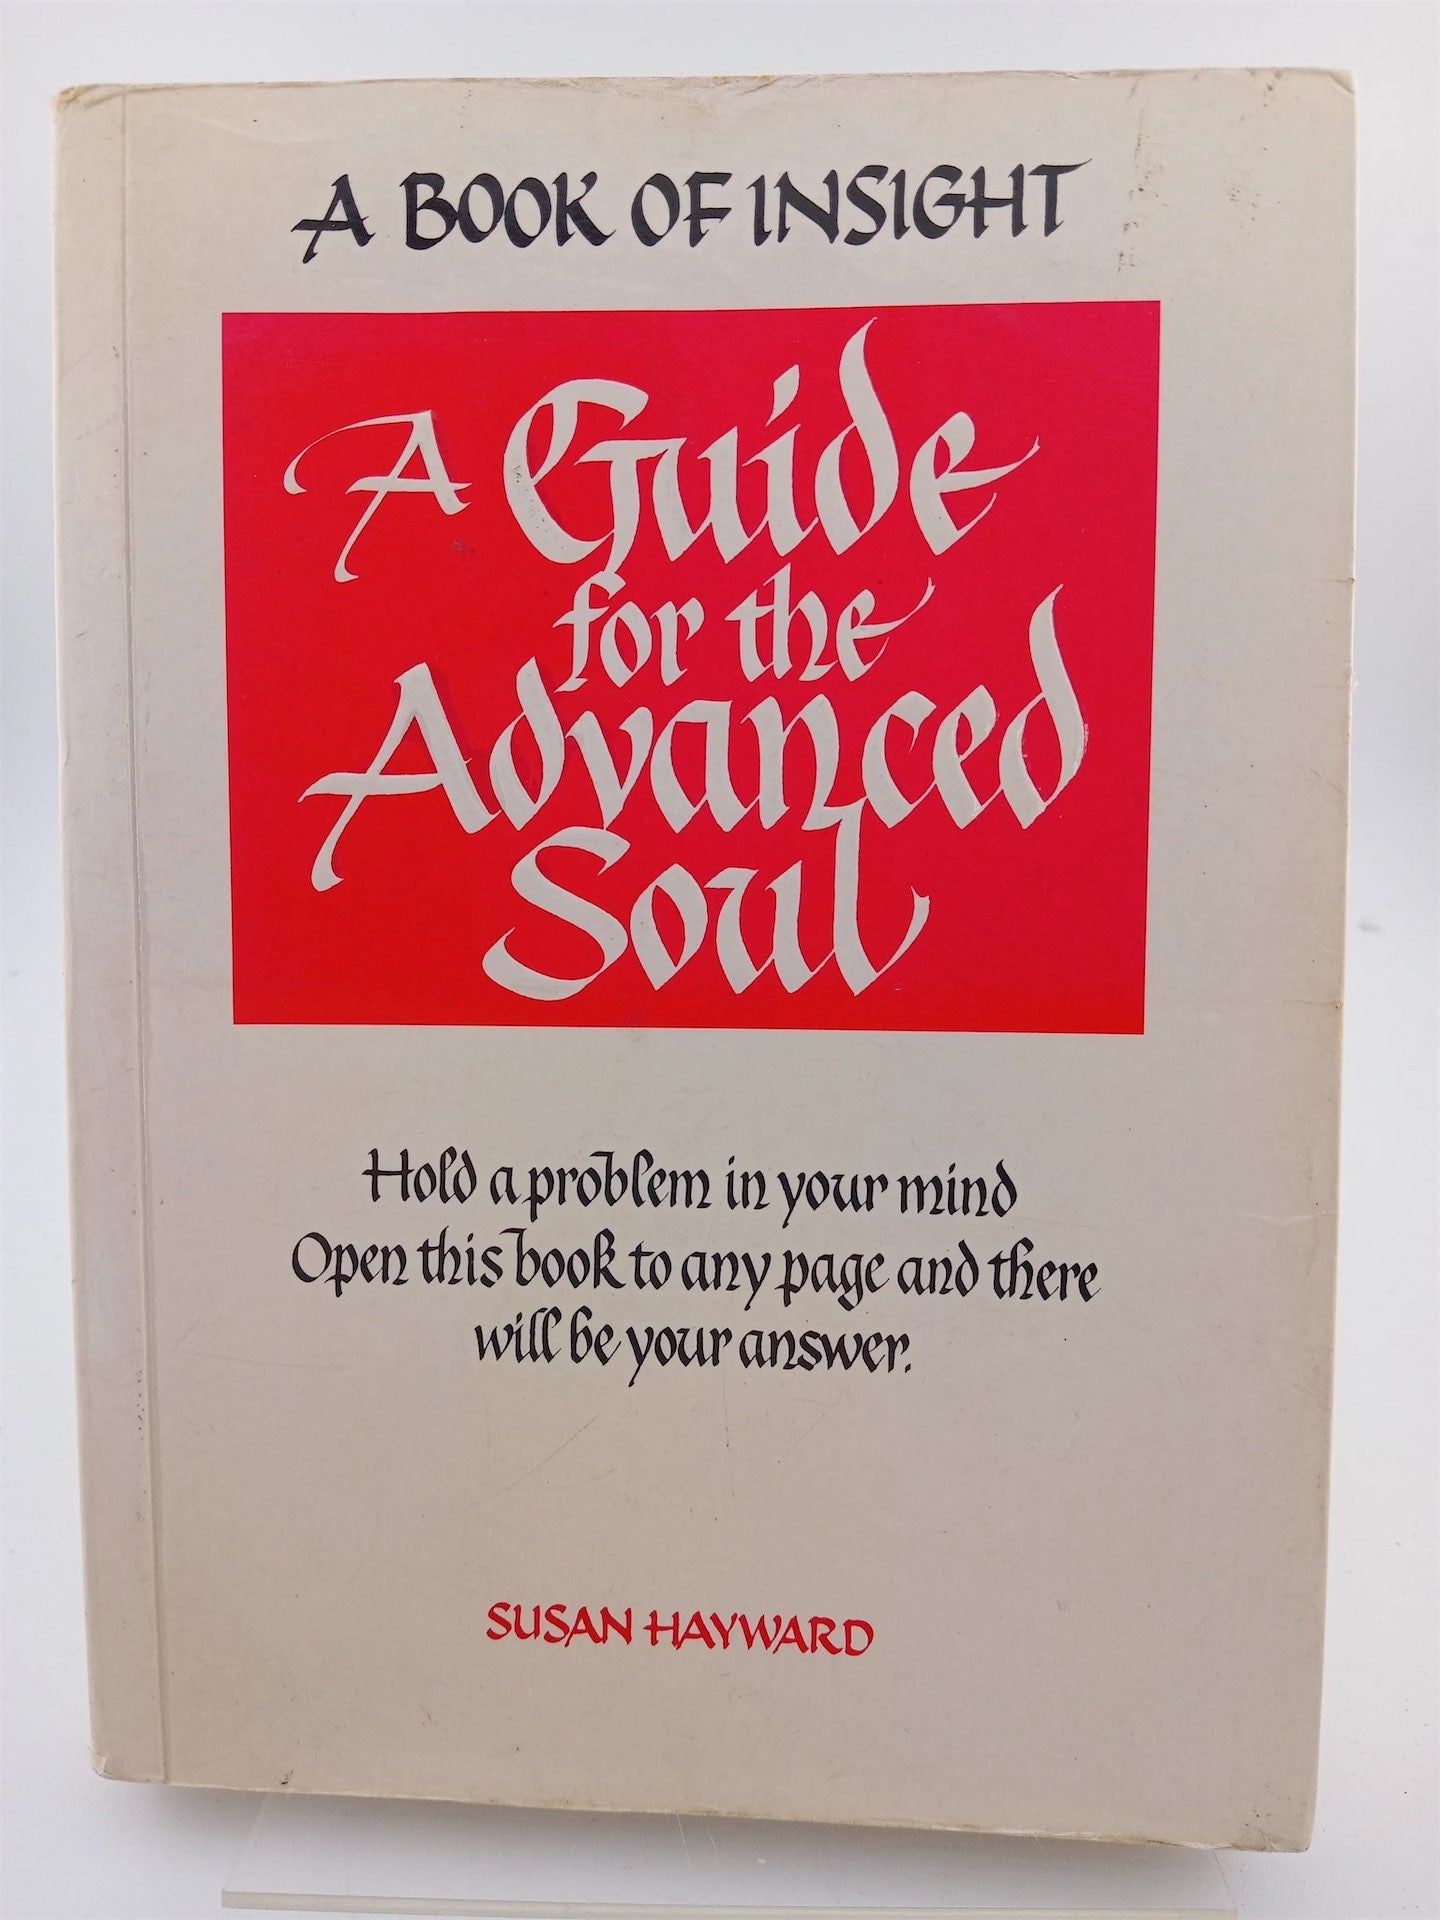 A BOOK OF INSIGHT
A Guide
for the
Advanced
Soul
Hold a problem in your mind
Open this book to any page and there
will be your answer.
SUSAN HAYWARD